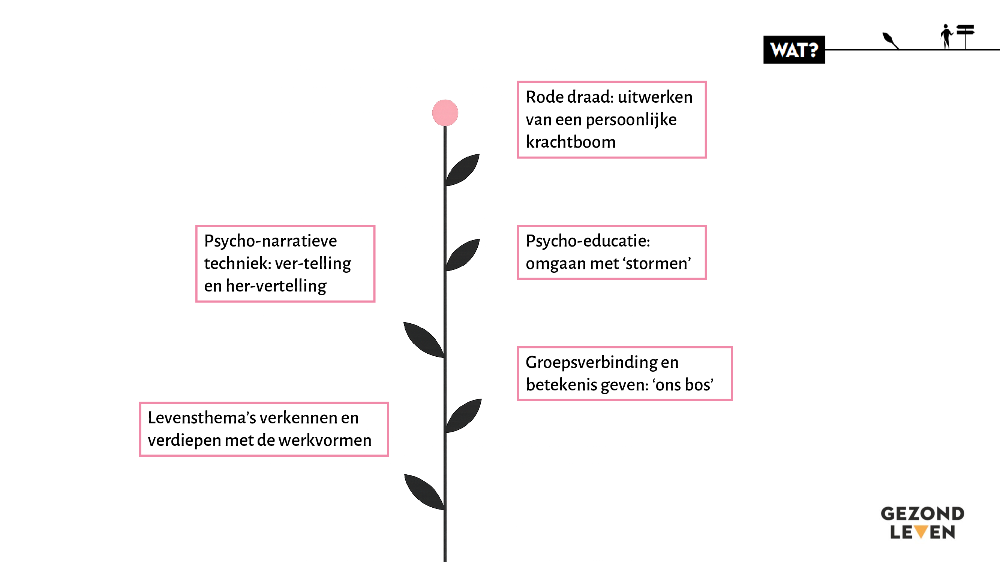 WAT?
Rode draad: uitwerken
van een persoonlijke
krachtboom
Psycho-narratieve
techniek: ver-telling
en her-vertelling
Psycho-educatie:
omgaan met ‘stormen’
Groepsverbinding en
betekenis geven: ‘ons bos’
Levensthema’s verkennen en
verdiepen met de werkvormen
GEZOND
LEVEN